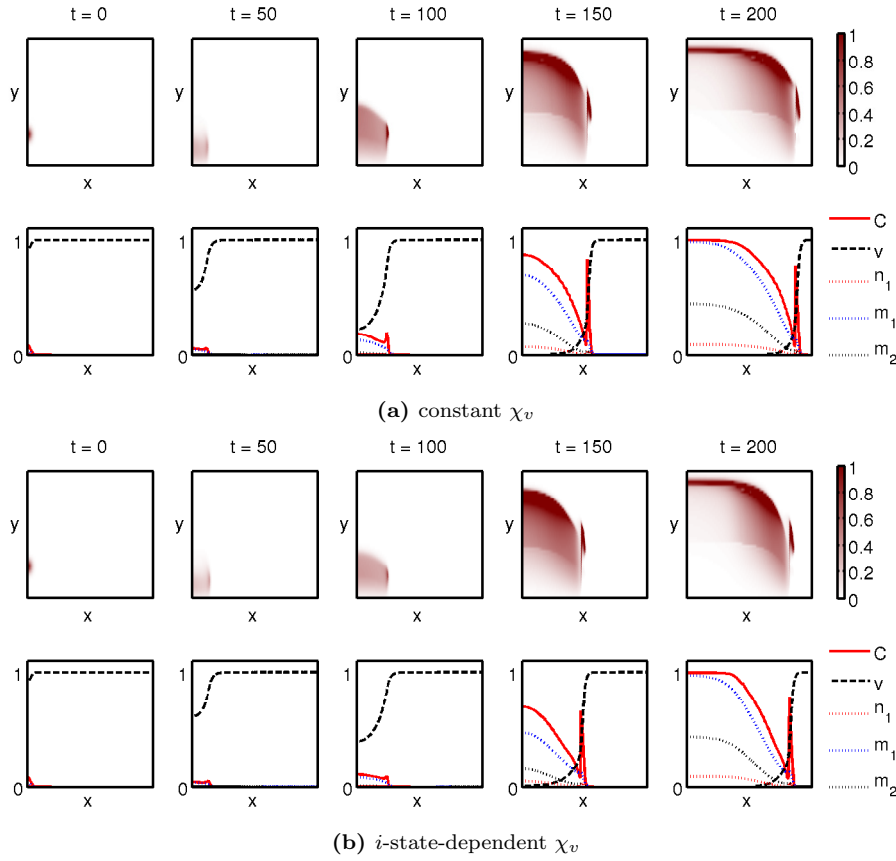 t = 0 t = 50 t = 100 t = 150 t = 200
y y 1
0.8
0.6
0.4
0.2
0
x x x x x
1 1 1 1 1
0 0 0 0 0
x x x x x
C
v
n₁
m₁
m₂
(a) constant χᵥ
t = 0 t = 50 t = 100 t = 150 t = 200
y y 1
0.8
0.6
0.4
0.2
0
x x x x x
1 1 1 1 1
0 0 0 0 0
x x x x x
C
v
n₁
m₁
m₂
(b) i-state-dependent χᵥ